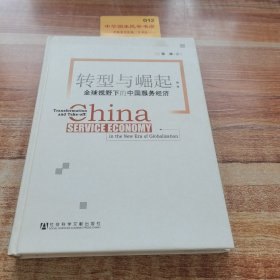 012
转型与崛起:
全球视野下的中国服务经济
Transformation
and Take-off:
China
SERVICE ECONOMY
in the New Era of Globalization
社会科学文献出版社